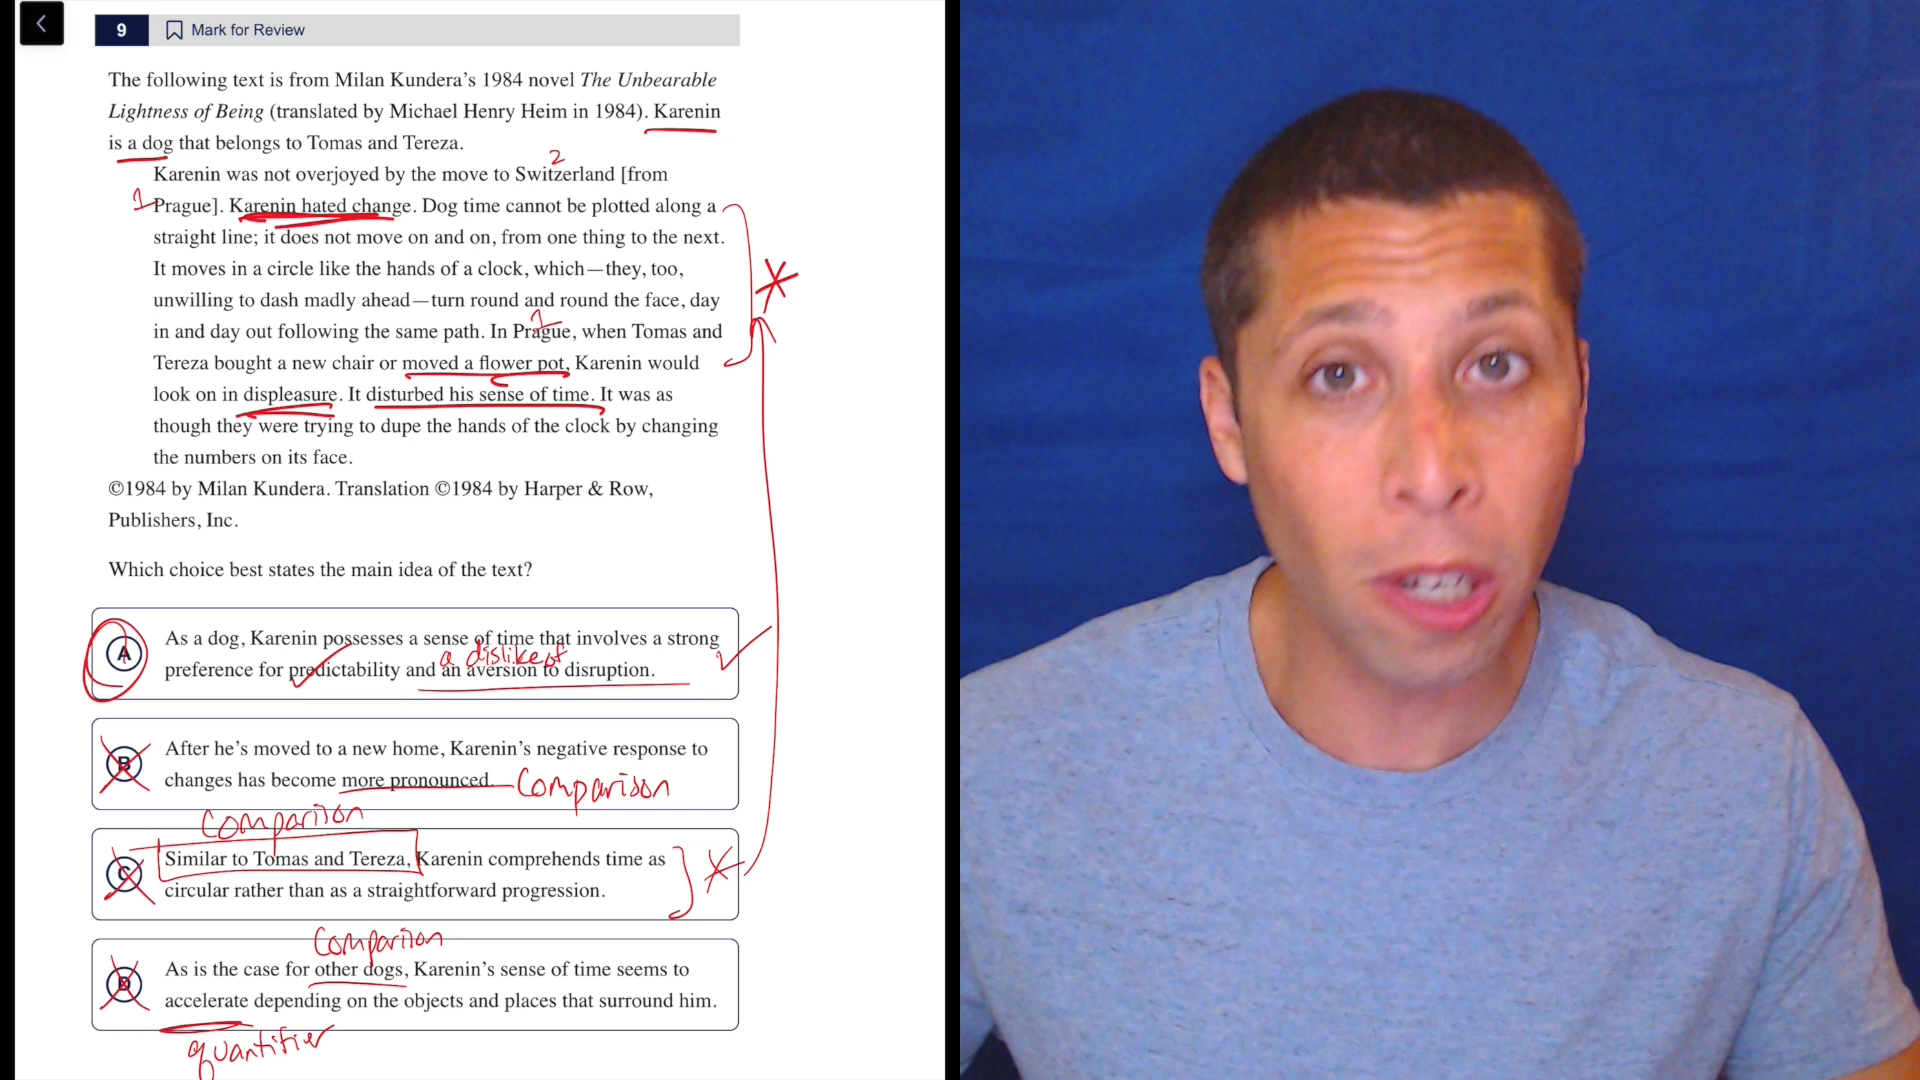 9 Mark for Review
The following text is from Milan Kundera's 1984 novel The Unbearable
Lightness of Being (translated by Michael Henry Heim in 1984). Karenin
is a dog that belongs to Tomas and Tereza.
2
Karenin was not overjoyed by the move to Switzerland [from
1
Prague]. Karenin hated change. Dog time cannot be plotted along a
straight line; it does not move on and on, from one thing to the next.
It moves in a circle like the hands of a clock, which—they, too,
unwilling to dash madly ahead—turn round and round the face, day
1
in and day out following the same path. In Prague, when Tomas and
Tereza bought a new chair or moved a flower pot, Karenin would
look on in displeasure. It disturbed his sense of time. It was as
though they were trying to dupe the hands of the clock by changing
the numbers on its face.
©1984 by Milan Kundera. Translation ©1984 by Harper & Row,
Publishers, Inc.
Which choice best states the main idea of the text?
A As a dog, Karenin possesses a sense of time that involves a strong
a dislike of
preference for predictability and an aversion to disruption.
B After he's moved to a new home, Karenin's negative response to
changes has become more pronounced. Comparison
Comparison
C Similar to Tomas and Tereza, Karenin comprehends time as
circular rather than as a straightforward progression.
Comparison
D As is the case for other dogs, Karenin's sense of time seems to
accelerate depending on the objects and places that surround him.
quantifier